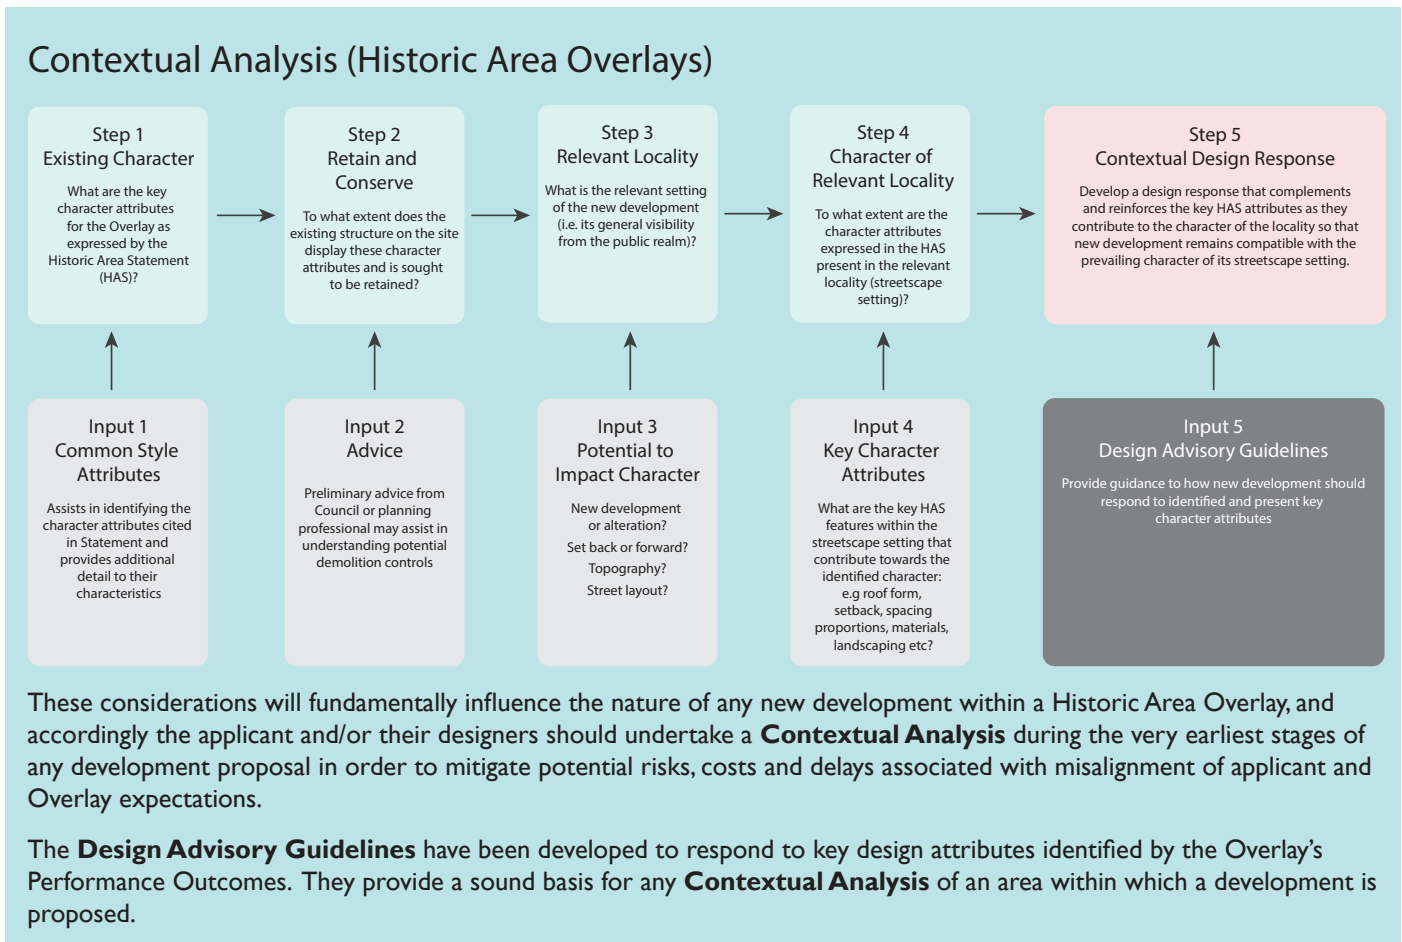 Contextual Analysis (Historic Area Overlays)
Step 1
Existing Character
What are the key
character attributes
for the Overlay as
expressed by the
Historic Area Statement
(HAS)?
Step 2
Retain and
Conserve
To what extent does the
existing structure on the site
display these character
attributes and is sought
to be retained?
Step 3
Relevant Locality
What is the relevant setting
of the new development
(i.e. its general visibility
from the public realm)?
Step 4
Character of
Relevant Locality
To what extent are the
character attributes
expressed in the HAS
present in the relevant
locality (streetscape
setting)?
Step 5
Contextual Design Response
Develop a design response that complements
and reinforces the key HAS attributes as they
contribute to the character of the locality so that
new development remains compatible with the
prevailing character of its streetscape setting.
Input 1
Common Style
Attributes
Assists in identifying the
character attributes cited
in Statement and
provides additional
detail to their
characteristics
Input 2
Advice
Preliminary advice from
Council or planning
professional may assist in
understanding potential
demolition controls
Input 3
Potential to
Impact Character
New development
or alteration?
Set back or forward?
Topography?
Street layout?
Input 4
Key Character
Attributes
What are the key HAS
features within the
streetscape setting that
contribute towards the
identified character:
e.g roof form,
setback, spacing
proportions, materials,
landscaping etc?
Input 5
Design Advisory Guidelines
Provide guidance to how new development should
respond to identified and present key
character attributes
These considerations will fundamentally influence the nature of any new development within a Historic Area Overlay, and
accordingly the applicant and/or their designers should undertake a Contextual Analysis during the very earliest stages of
any development proposal in order to mitigate potential risks, costs and delays associated with misalignment of applicant and
Overlay expectations.
The Design Advisory Guidelines have been developed to respond to key design attributes identified by the Overlay's
Performance Outcomes. They provide a sound basis for any Contextual Analysis of an area within which a development is
proposed.